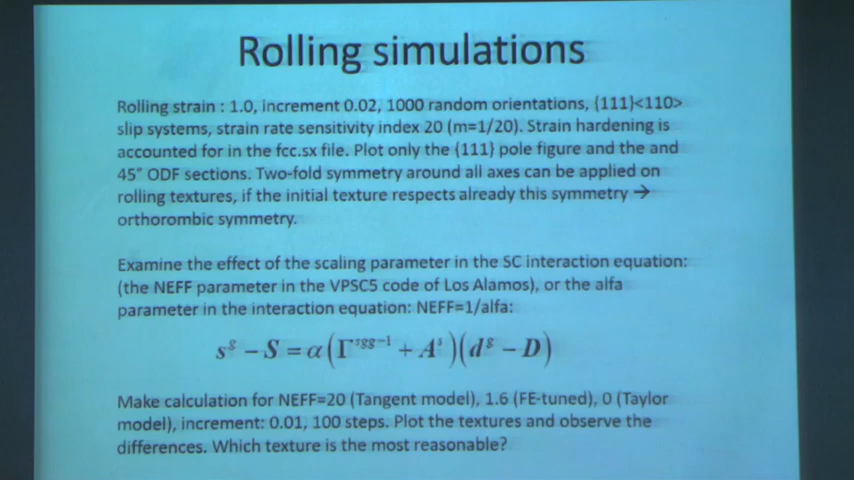 Rolling simulations
Rolling strain : 1.0, increment 0.02, 1000 random orientations, {111}<110>
slip systems, strain rate sensitivity index 20 (m=1/20). Strain hardening is
accounted for in the fcc.sx file. Plot only the {111} pole figure and the and
45° ODF sections. Two-fold symmetry around all axes can be applied on
rolling textures, if the initial texture respects already this symmetry →
orthorombic symmetry.
Examine the effect of the scaling parameter in the SC interaction equation:
(the NEFF parameter in the VPSC5 code of Los Alamos), or the alfa
parameter in the interaction equation: NEFF=1/alfa:
s^g − S = α(Γ^sgg^-1 + A^s)(d^g − D)
Make calculation for NEFF=20 (Tangent model), 1.6 (FE-tuned), 0 (Taylor
model), increment: 0.01, 100 steps. Plot the textures and observe the
differences. Which texture is the most reasonable?